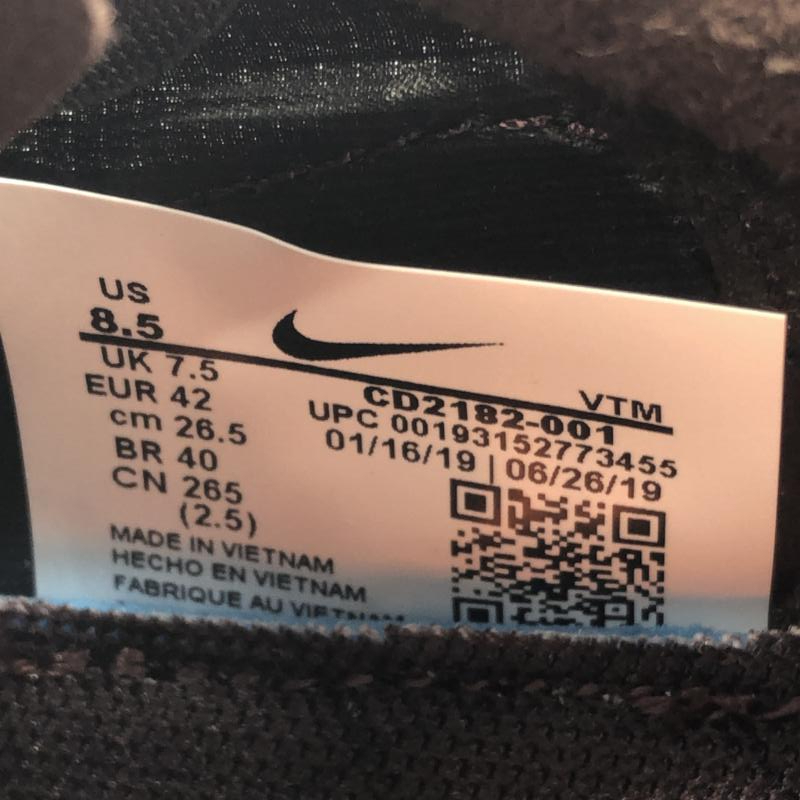 US
8.5
UK 7.5
EUR 42
cm 26.5
BR 40
CN 265
(2.5)
MADE IN VIETNAM
HECHO EN VIETNAM
FABRIQUE AU VIETNAM
VTM
CD2182-001
UPC 00193152773455
01/16/19 | 06/26/19